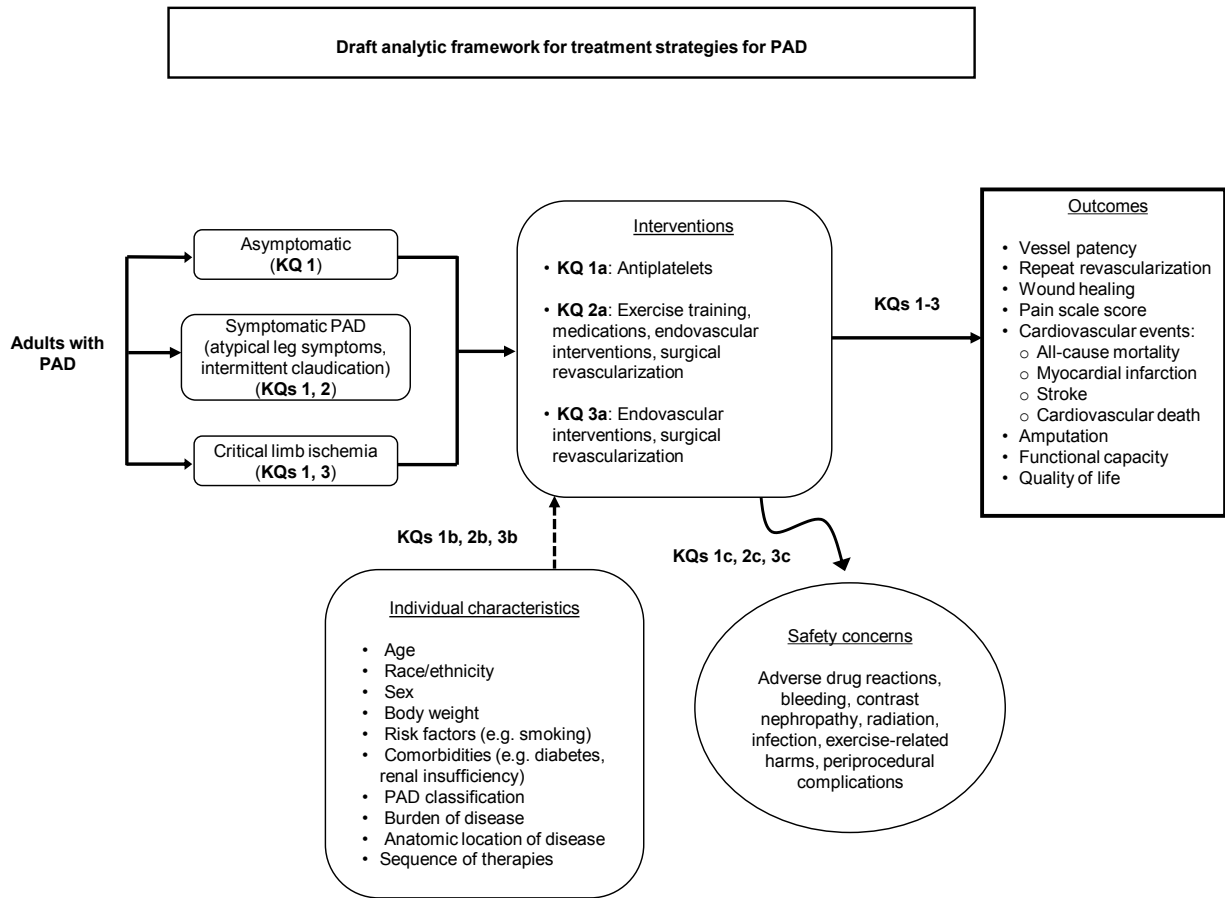 Draft analytic framework for treatment strategies for PAD
Adults with
PAD
Asymptomatic
(KQ 1)
Symptomatic PAD
(atypical leg symptoms,
intermittent claudication)
(KQs 1, 2)
Critical limb ischemia
(KQs 1, 3)
Interventions
• KQ 1a: Antiplatelets
• KQ 2a: Exercise training,
medications, endovascular
interventions, surgical
revascularization
• KQ 3a: Endovascular
interventions, surgical
revascularization
KQs 1-3
Outcomes
• Vessel patency
• Repeat revascularization
• Wound healing
• Pain scale score
• Cardiovascular events:
o All-cause mortality
o Myocardial infarction
o Stroke
o Cardiovascular death
• Amputation
• Functional capacity
• Quality of life
KQs 1b, 2b, 3b
Individual characteristics
• Age
• Race/ethnicity
• Sex
• Body weight
• Risk factors (e.g. smoking)
• Comorbidities (e.g. diabetes,
renal insufficiency)
• PAD classification
• Burden of disease
• Anatomic location of disease
• Sequence of therapies
KQs 1c, 2c, 3c
Safety concerns
Adverse drug reactions,
bleeding, contrast
nephropathy, radiation,
infection, exercise-related
harms, periprocedural
complications